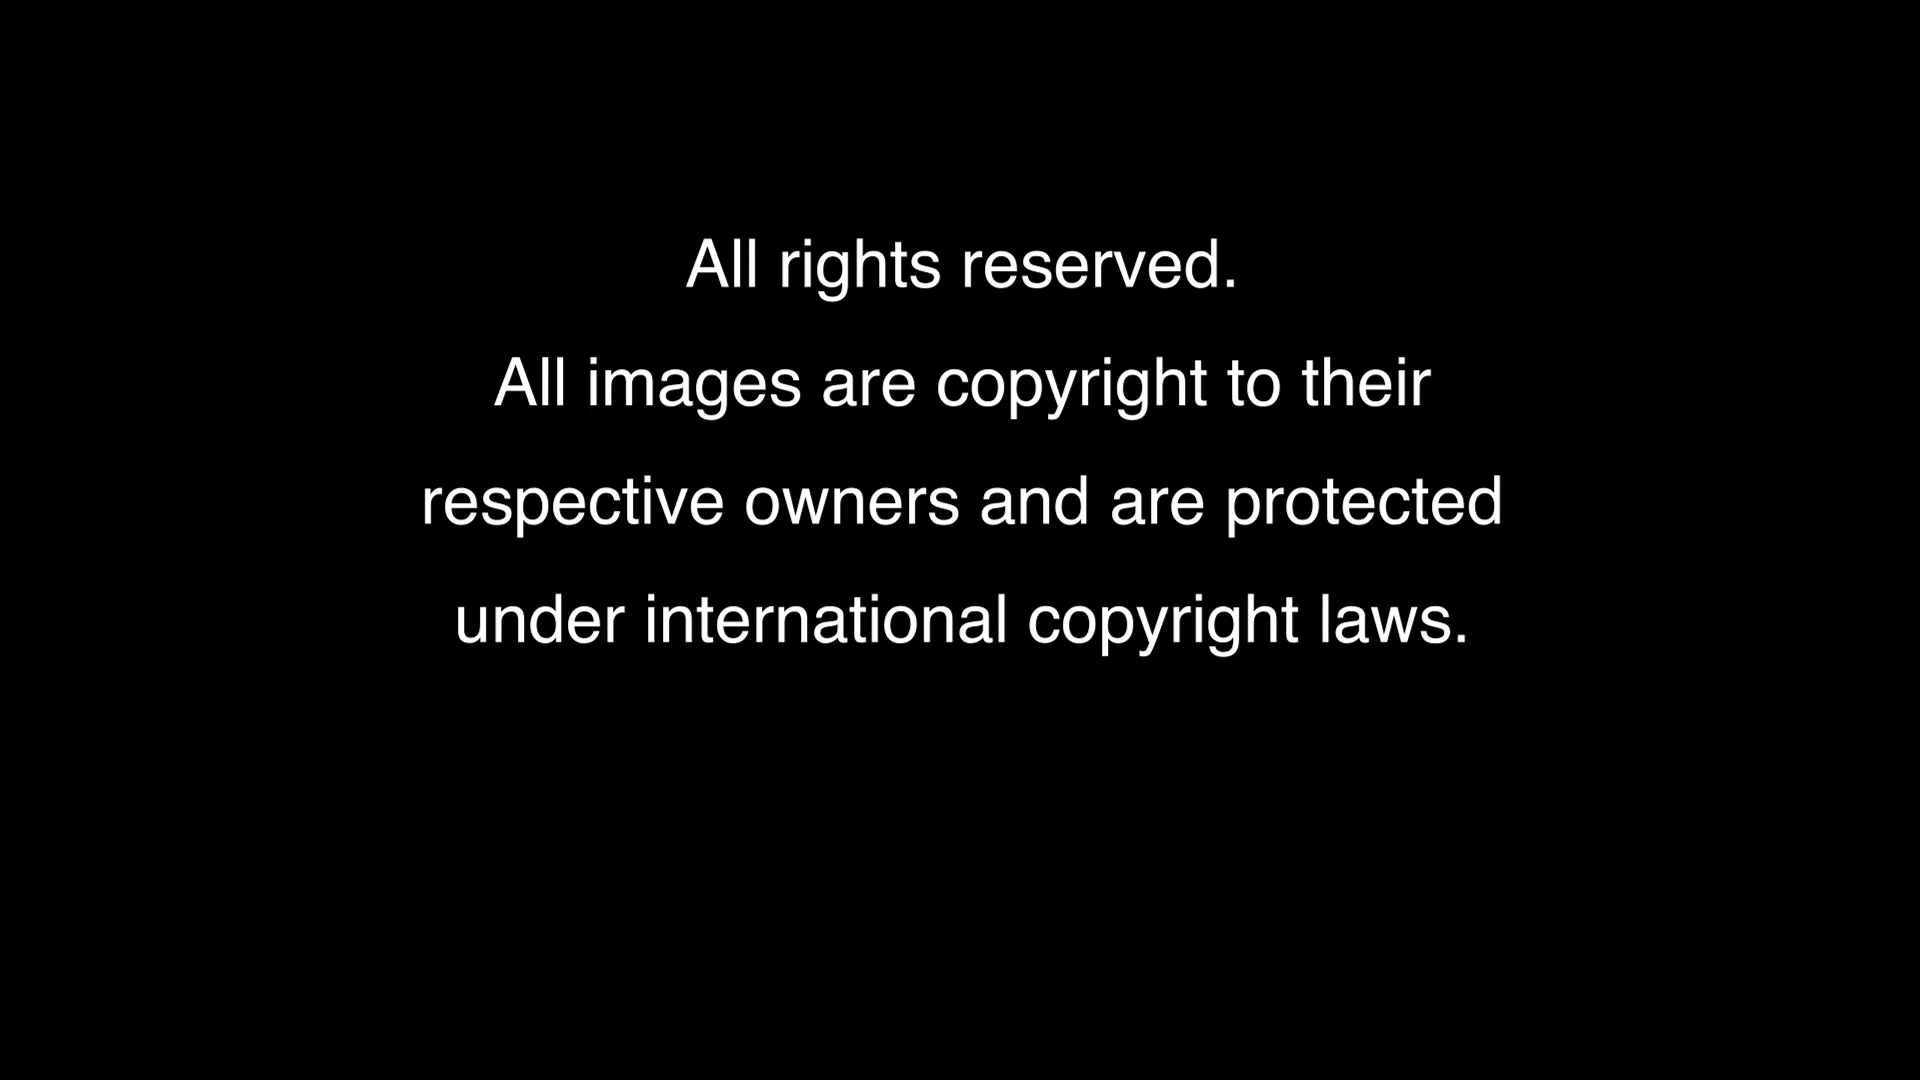 All rights reserved.
All images are copyright to their
respective owners and are protected
under international copyright laws.